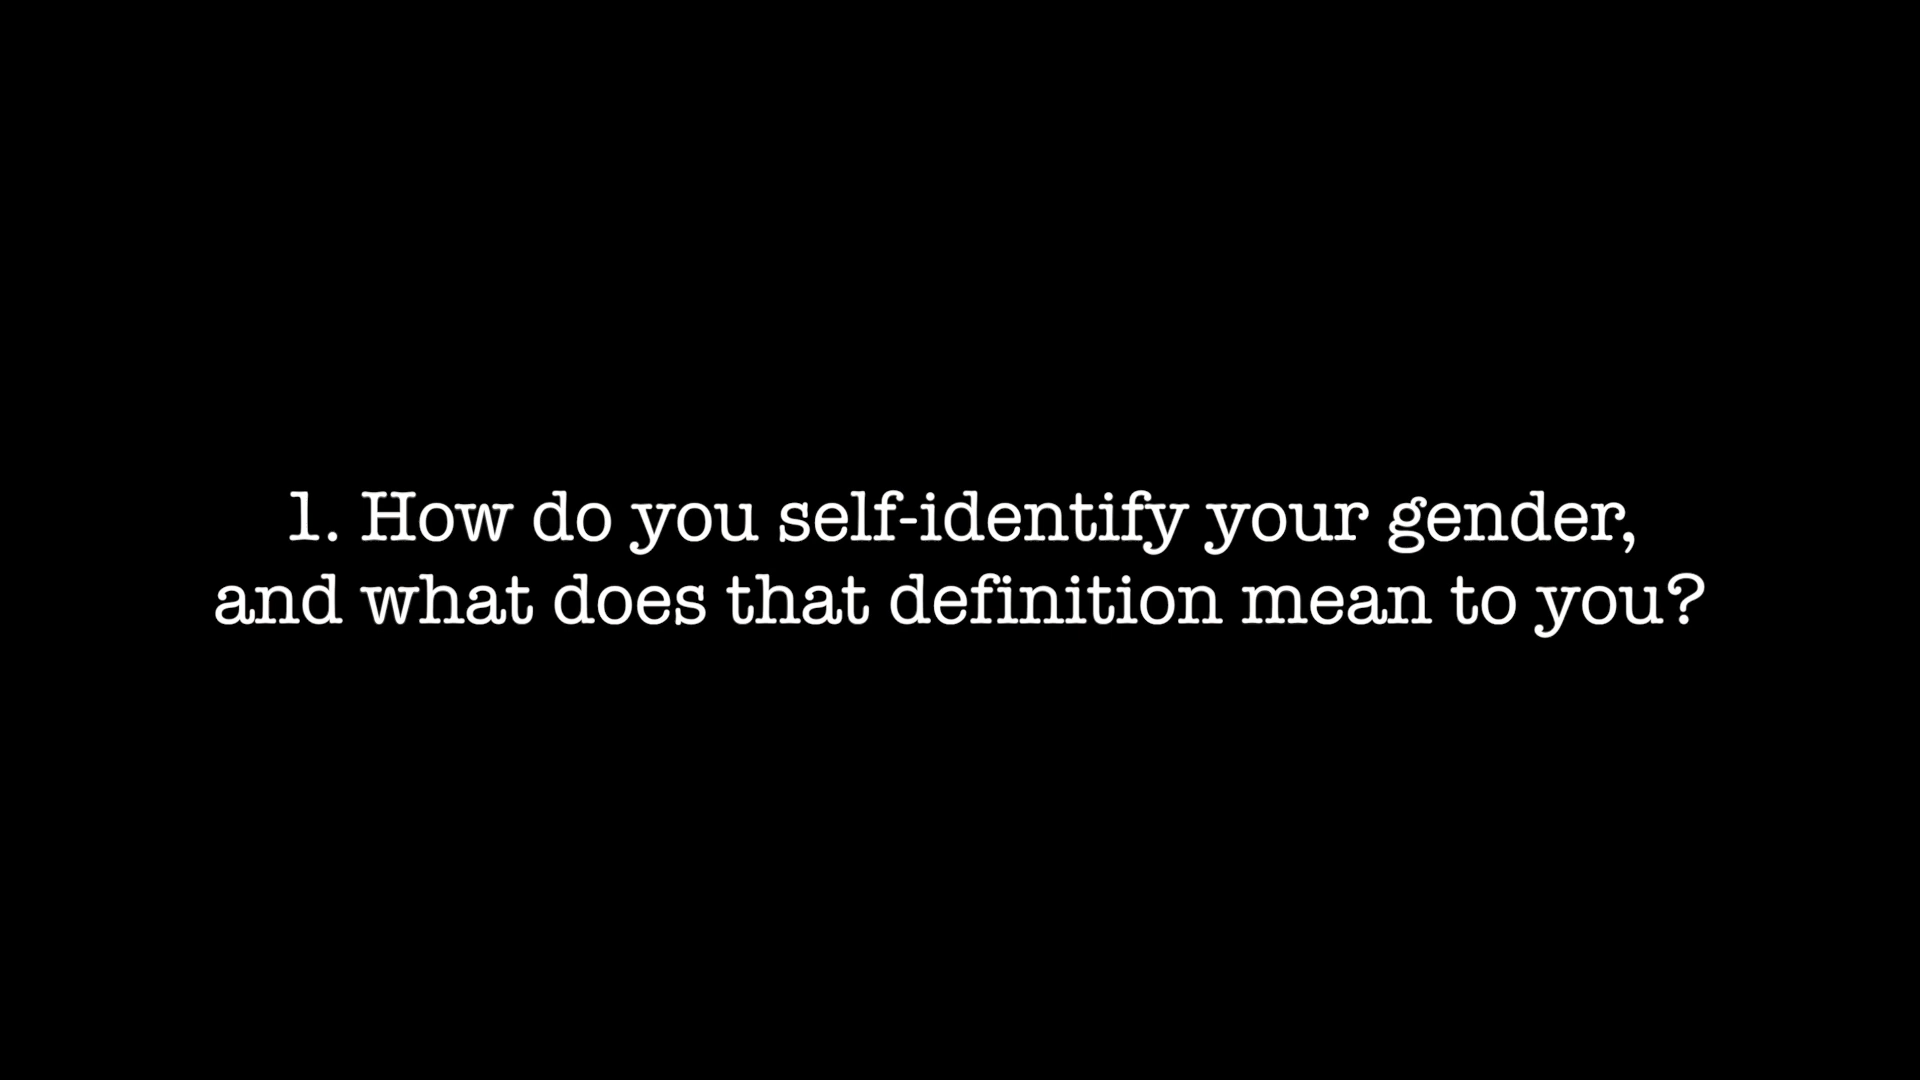 1. How do you self-identify your gender,
and what does that definition mean to you?